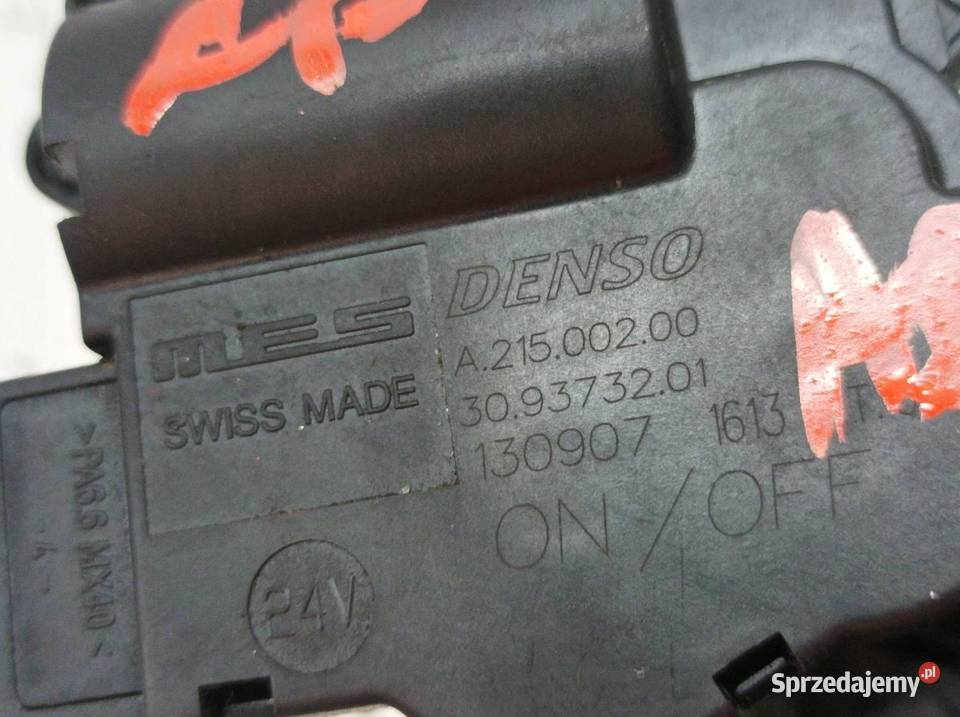 MES
SWISS MADE
DENSO
A.215.002.00
30.93732.01
130907 1613
ON/OFF
24V
>PA6.6 MX40<
Sprzedajemy.pl